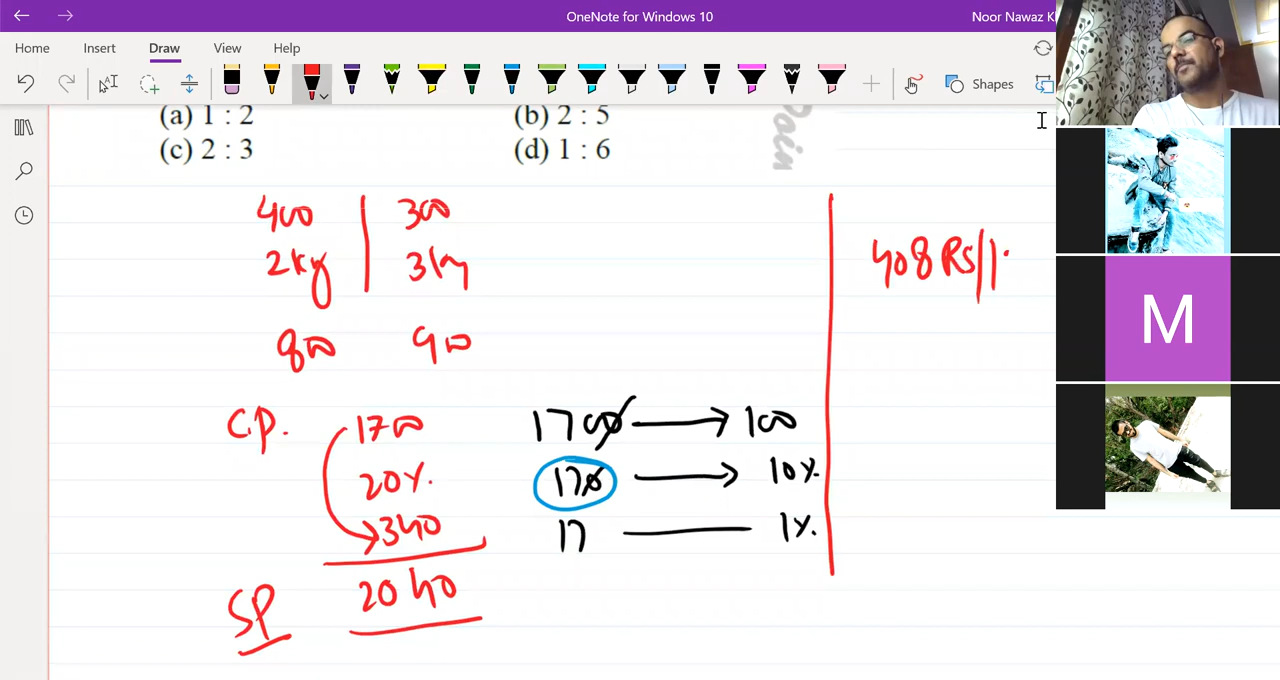 OneNote for Windows 10
Noor Nawaz K
Home Insert Draw View Help
Shapes
(a) 1 : 2 (b) 2 : 5
(c) 2 : 3 (d) 1 : 6
Pain
400 300
2kg 3kg
800 900
C.p. 1700
20%.
340
SP 2040
1700 100
170 10%.
17 1%.
408 Rs/
M